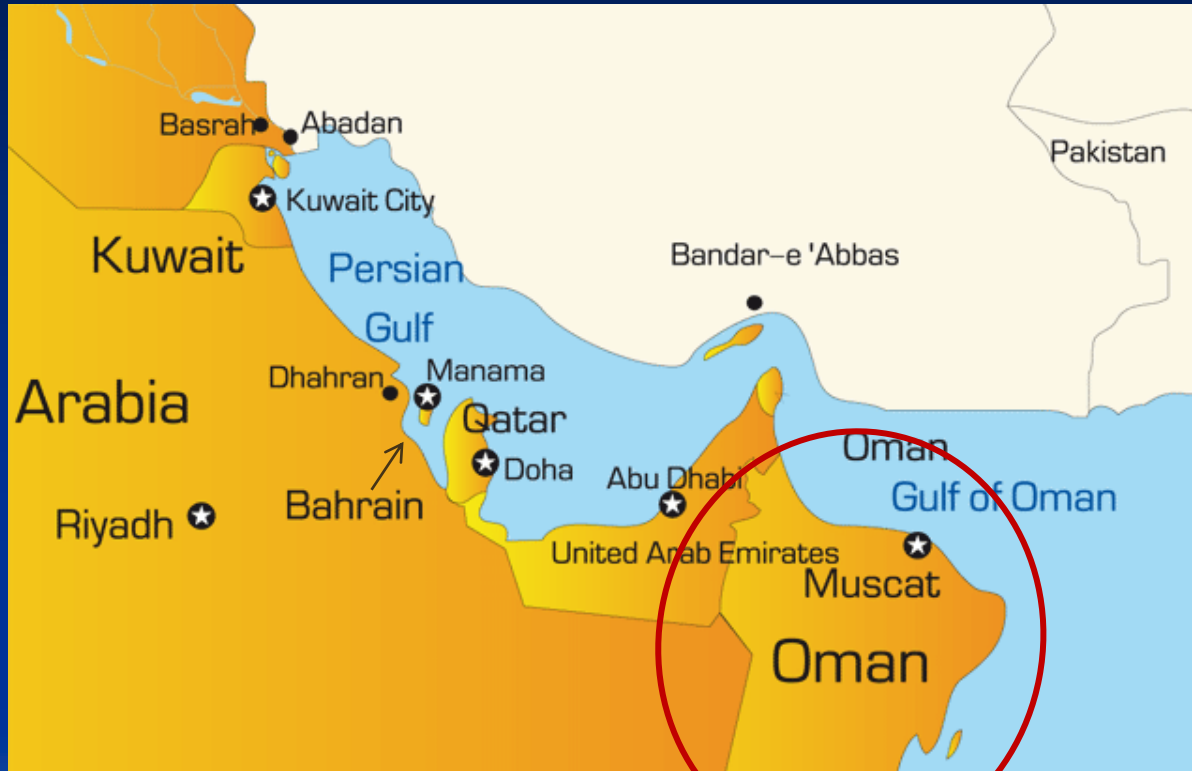 Basrah
Abadan
Pakistan
Kuwait City
Kuwait
Bandar-e 'Abbas
Persian
Gulf
Dhahran
Manama
Arabia
Qatar
Oman
Doha
Abu Dhabi
Gulf of Oman
Bahrain
Riyadh
United Arab Emirates
Muscat
Oman